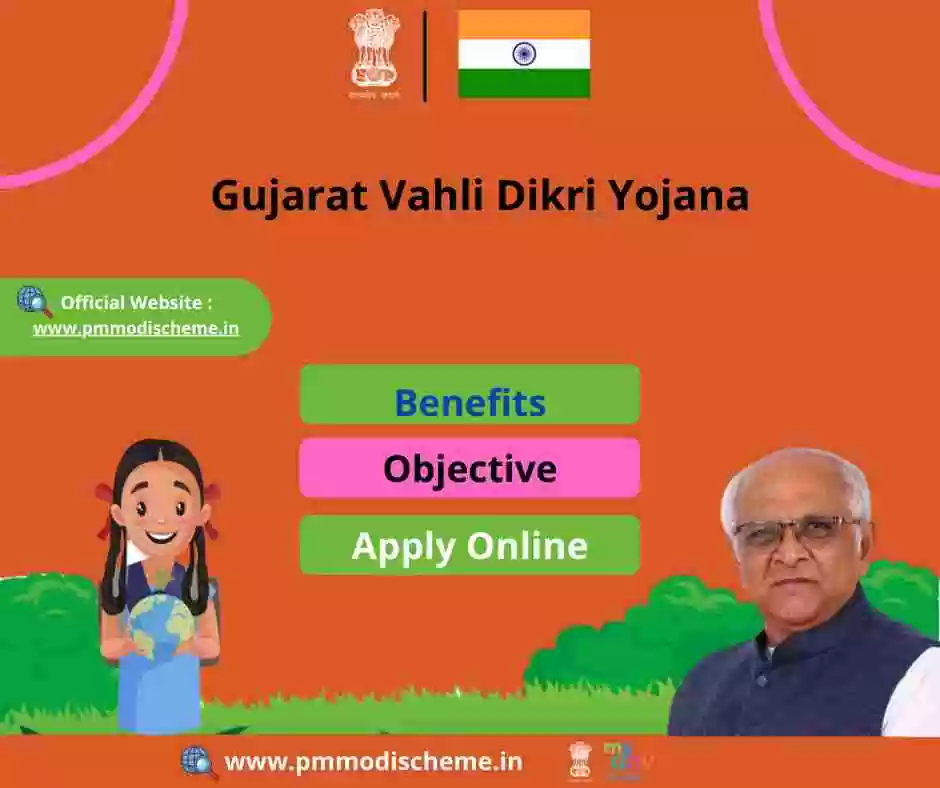 Gujarat Vahli Dikri Yojana
Official Website :
www.pmmodischeme.in
Benefits
Objective
Apply Online
www.pmmodischeme.in